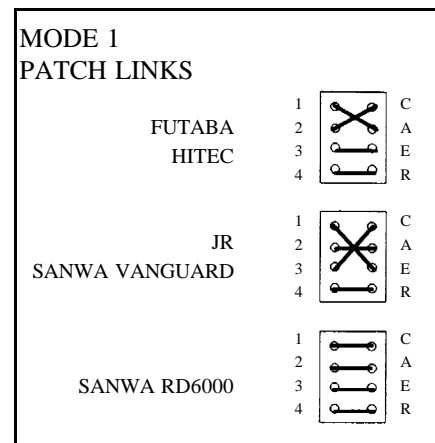 MODE 1
PATCH LINKS
FUTABA
HITEC
1 C
2 A
3 E
4 R
JR
SANWA VANGUARD
1 C
2 A
3 E
4 R
SANWA RD6000
1 C
2 A
3 E
4 R